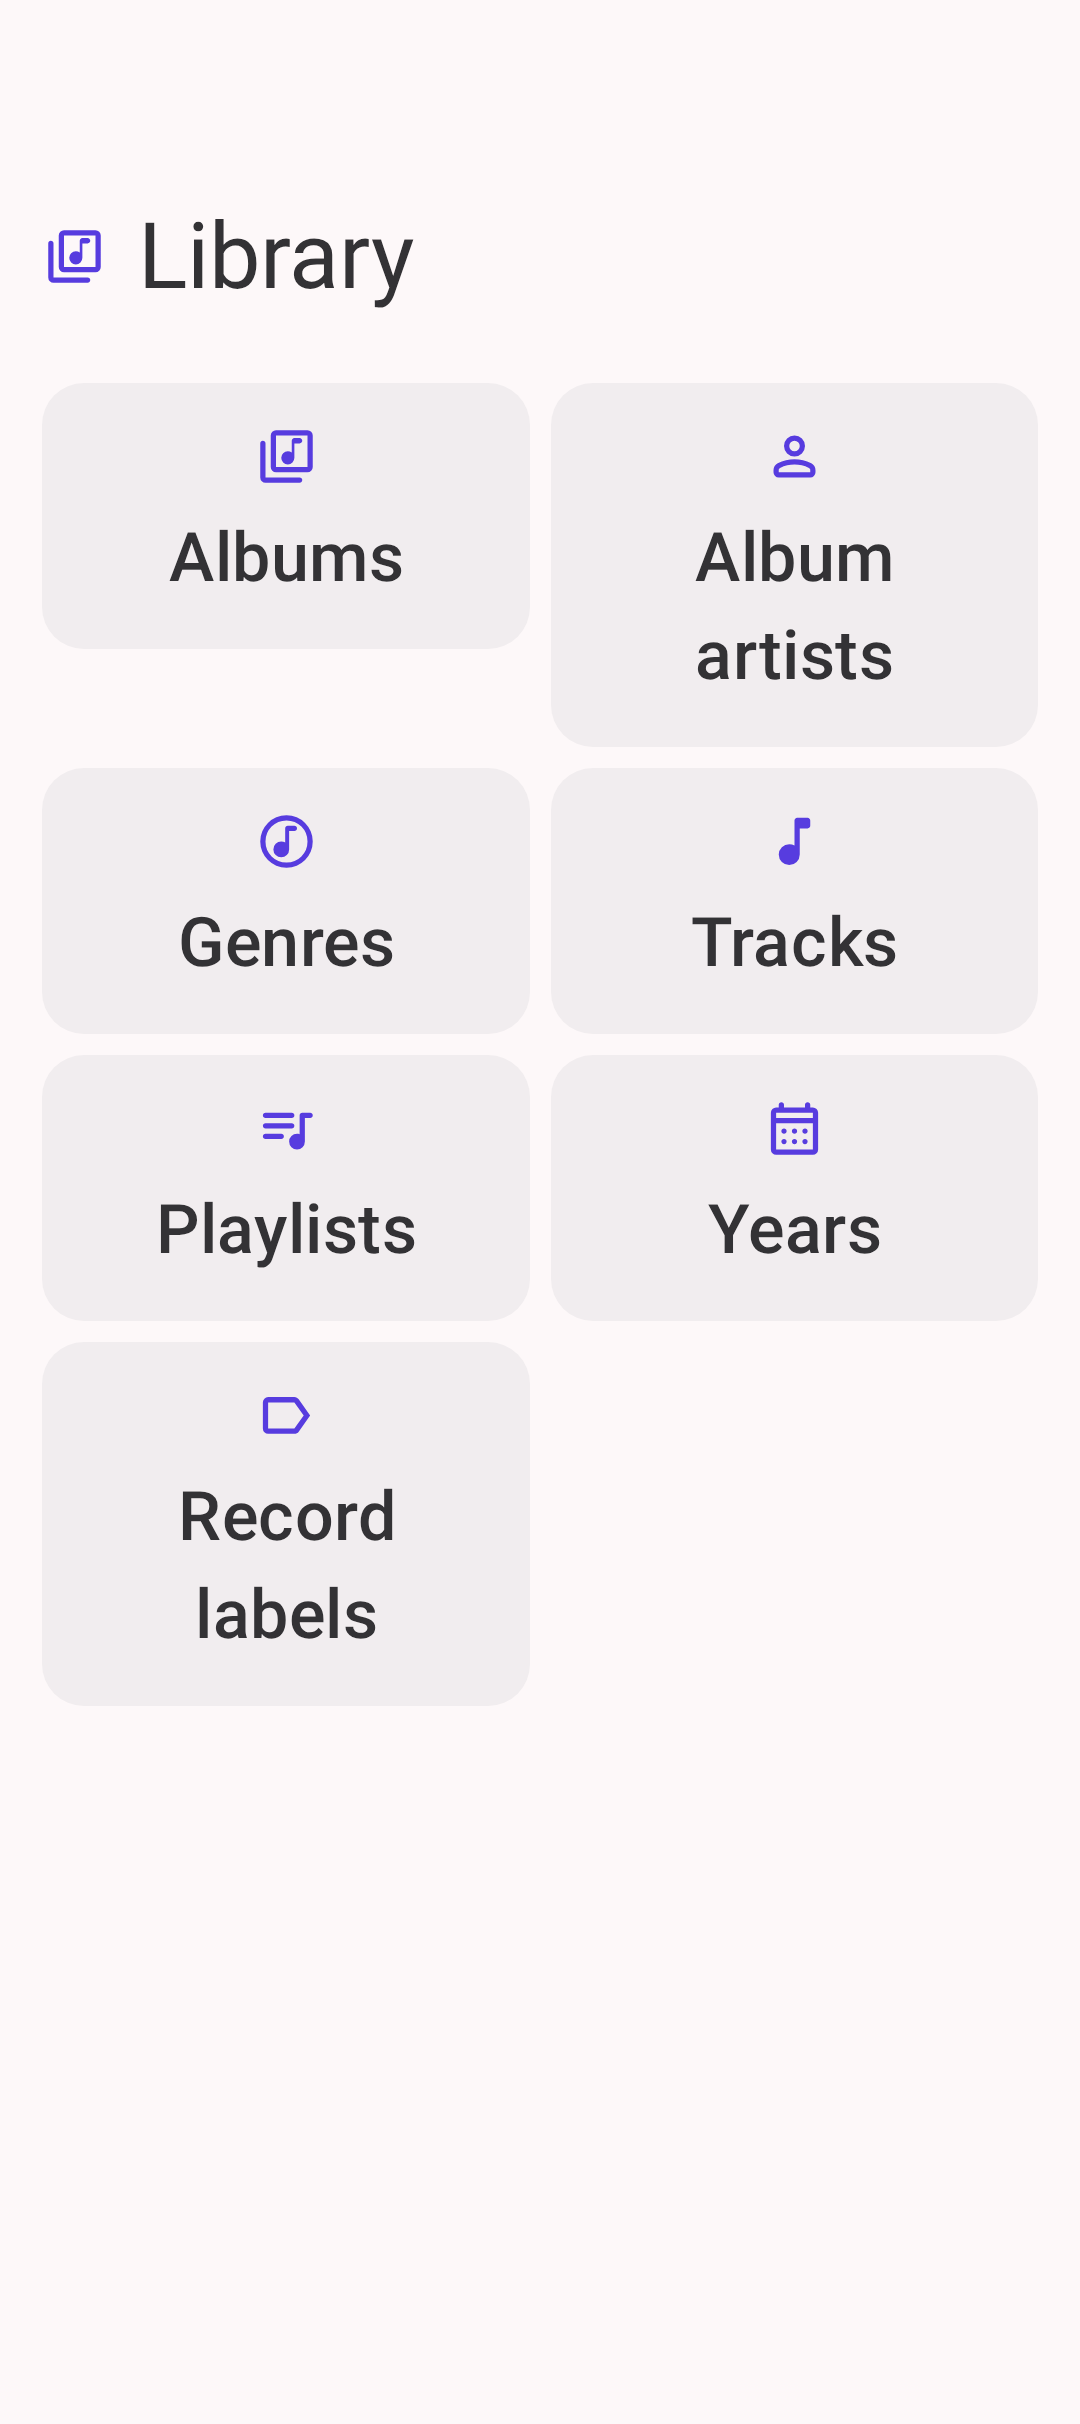 Library
Albums
Album
artists
Genres
Tracks
Playlists
Years
Record
labels